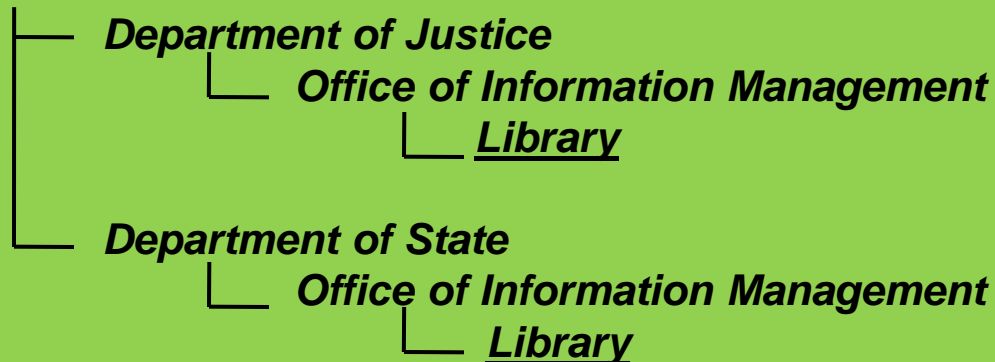 Department of Justice
Office of Information Management
Library
Department of State
Office of Information Management
Library